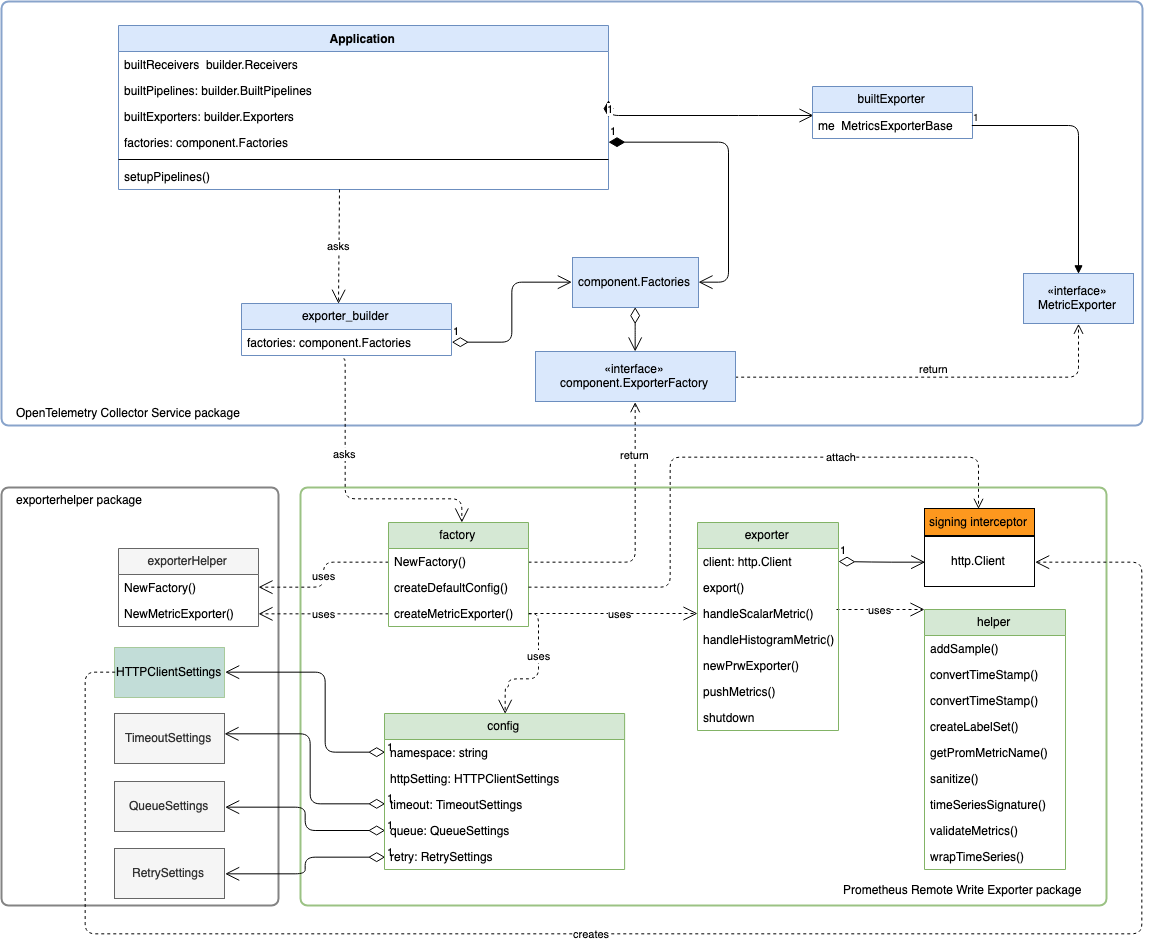 Application
builtReceivers  builder.Receivers
builtPipelines: builder.BuiltPipelines
builtExporters: builder.Exporters
factories: component.Factories
setupPipelines()
1
1
builtExporter
me  MetricsExporterBase
1
asks
component.Factories
«interface»
MetricExporter
exporter_builder
factories: component.Factories
1
«interface»
component.ExporterFactory
return
OpenTelemetry Collector Service package
asks
return
attach
exporterhelper package
exporterHelper
NewFactory()
NewMetricExporter()
uses
uses
factory
NewFactory()
createDefaultConfig()
createMetricExporter()
uses
uses
exporter
client: http.Client
export()
handleScalarMetric()
handleHistogramMetric()
newPrwExporter()
pushMetrics()
shutdown
1
signing interceptor
http.Client
uses
helper
addSample()
convertTimeStamp()
convertTimeStamp()
createLabelSet()
getPromMetricName()
sanitize()
timeSeriesSignature()
validateMetrics()
wrapTimeSeries()
HTTPClientSettings
TimeoutSettings
QueueSettings
RetrySettings
config
1
namespace: string
httpSetting: HTTPClientSettings
1
timeout: TimeoutSettings
1
queue: QueueSettings
1
retry: RetrySettings
Prometheus Remote Write Exporter package
creates